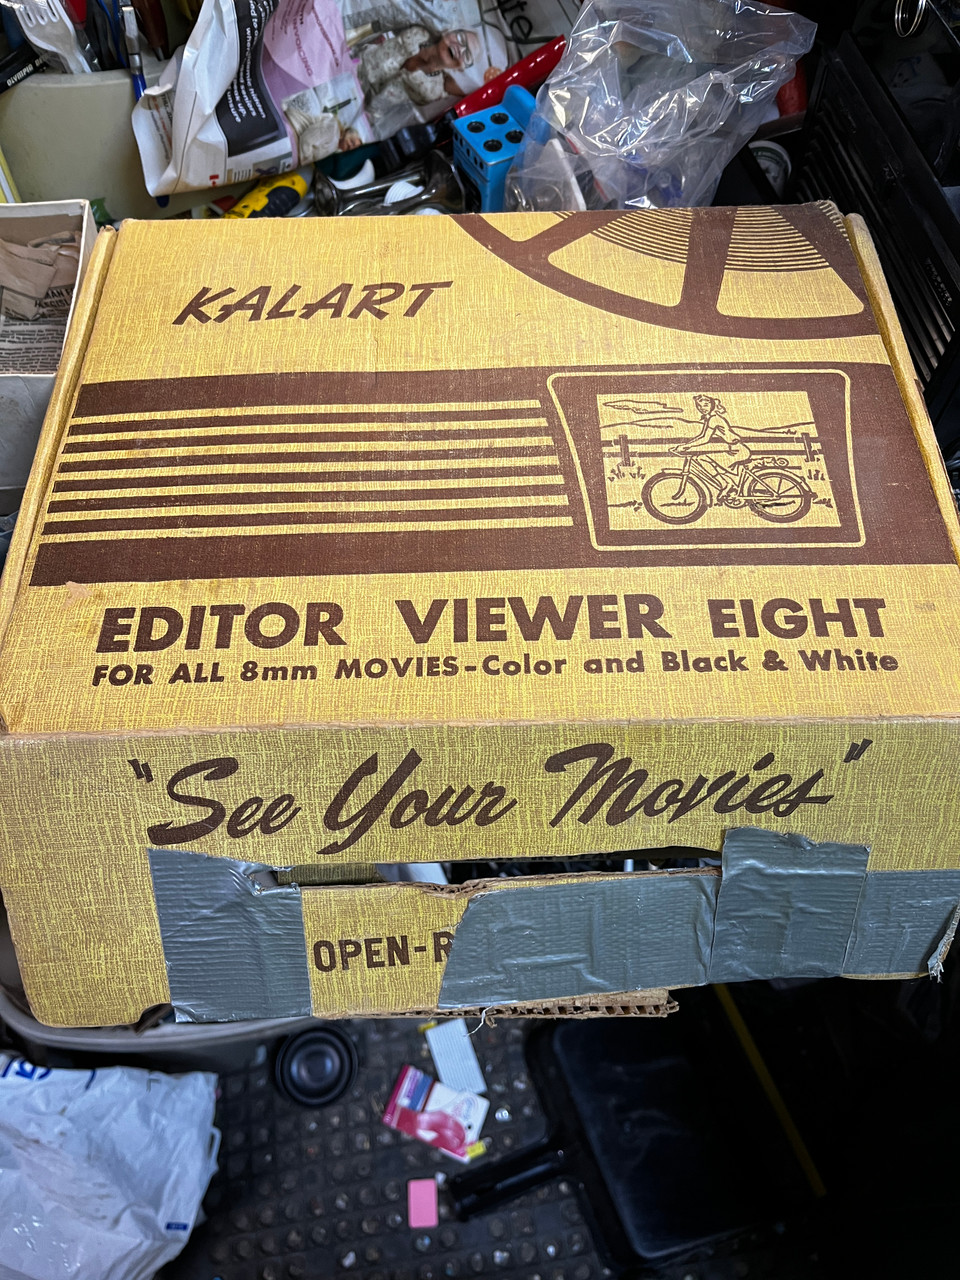 KALART
EDITOR VIEWER EIGHT
FOR ALL 8mm MOVIES-Color and Black & White
"See Your Movies"
OPEN-R